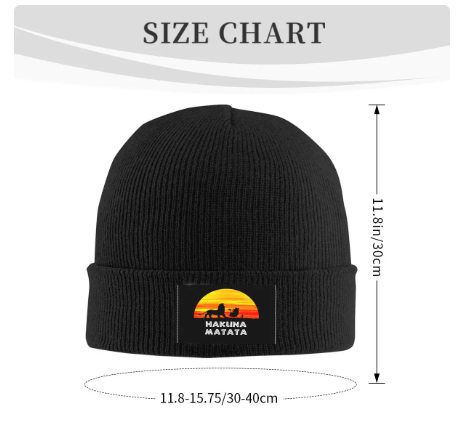 SIZE CHART
11.8in/30cm
HAKUNA
MATATA
11.8-15.75/30-40cm